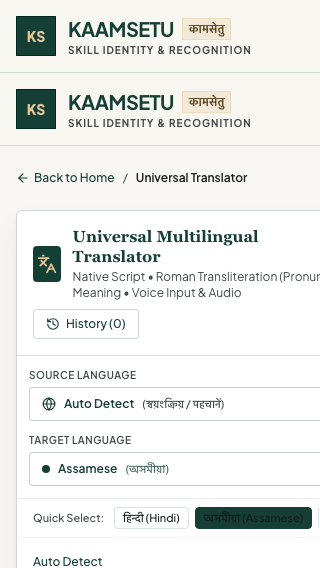 KS KAAMSETU कामसेतु
SKILL IDENTITY & RECOGNITION
KS KAAMSETU कामसेतु
SKILL IDENTITY & RECOGNITION
← Back to Home / Universal Translator
Universal Multilingual
Translator
Native Script • Roman Transliteration (Pronun
Meaning • Voice Input & Audio
History (0)
SOURCE LANGUAGE
Auto Detect (स्वयंक्रिय / पहचानें)
TARGET LANGUAGE
Assamese (অসমীয়া)
Quick Select: हिन्दी (Hindi) অসমীয়া (Assamese)
Auto Detect